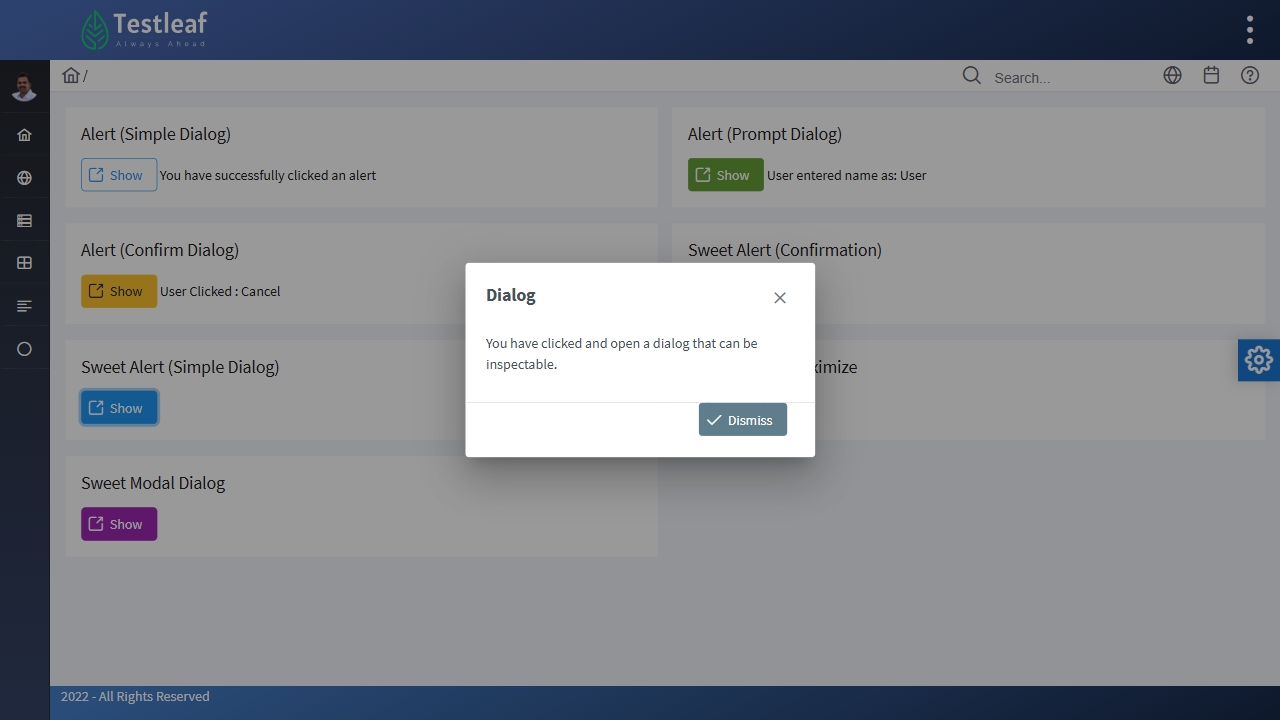 Testleaf
Always Ahead
/
Search...
Alert (Simple Dialog)
Show
You have successfully clicked an alert
Alert (Prompt Dialog)
Show
User entered name as: User
Alert (Confirm Dialog)
Show
User Clicked : Cancel
Sweet Alert (Confirmation)
Dialog
You have clicked and open a dialog that can be
inspectable.
Dismiss
Sweet Alert (Simple Dialog)
Show
Sweet Modal Dialog
Show
2022 - All Rights Reserved